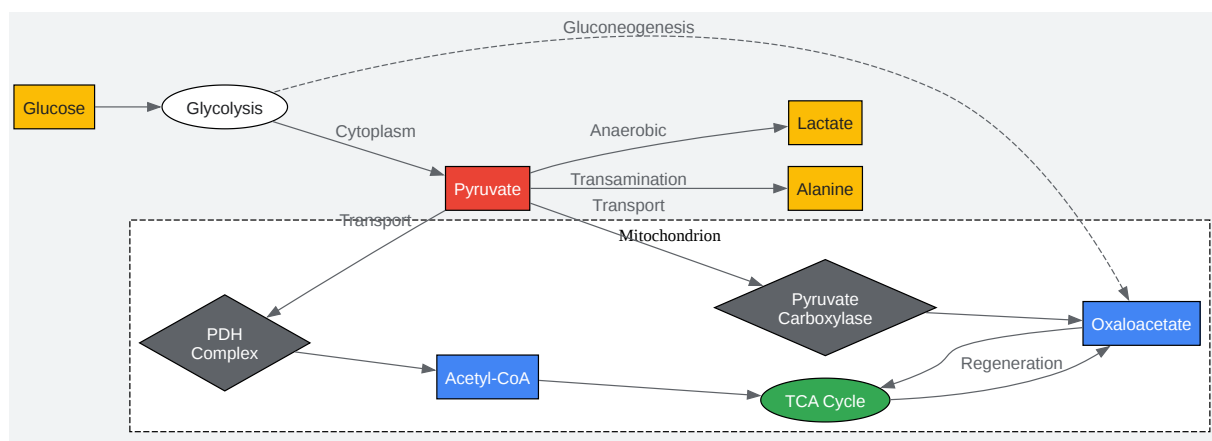 Gluconeogenesis
Glucose
Glycolysis
Cytoplasm
Anaerobic
Lactate
Pyruvate
Transamination
Alanine
Transport
Transport
Mitochondrion
Pyruvate
Carboxylase
PDH
Complex
Oxaloacetate
Regeneration
Acetyl-CoA
TCA Cycle